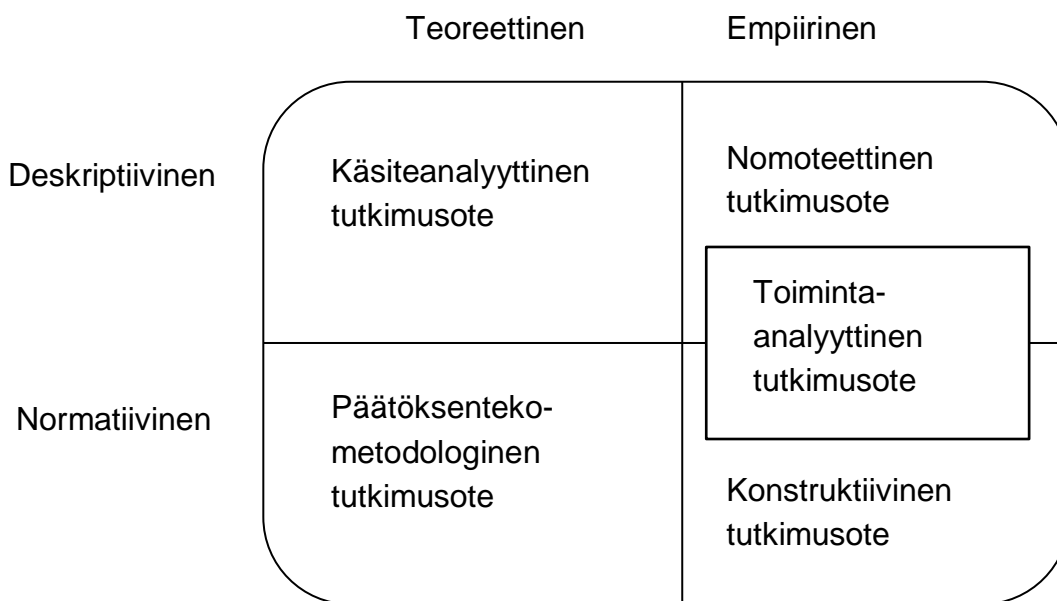 Teoreettinen
Empiirinen
Deskriptiivinen
Käsiteanalyyttinen
tutkimusote
Nomoteettinen
tutkimusote
Toiminta-
analyyttinen
tutkimusote
Normatiivinen
Päätöksenteko-
metodologinen
tutkimusote
Konstruktiivinen
tutkimusote